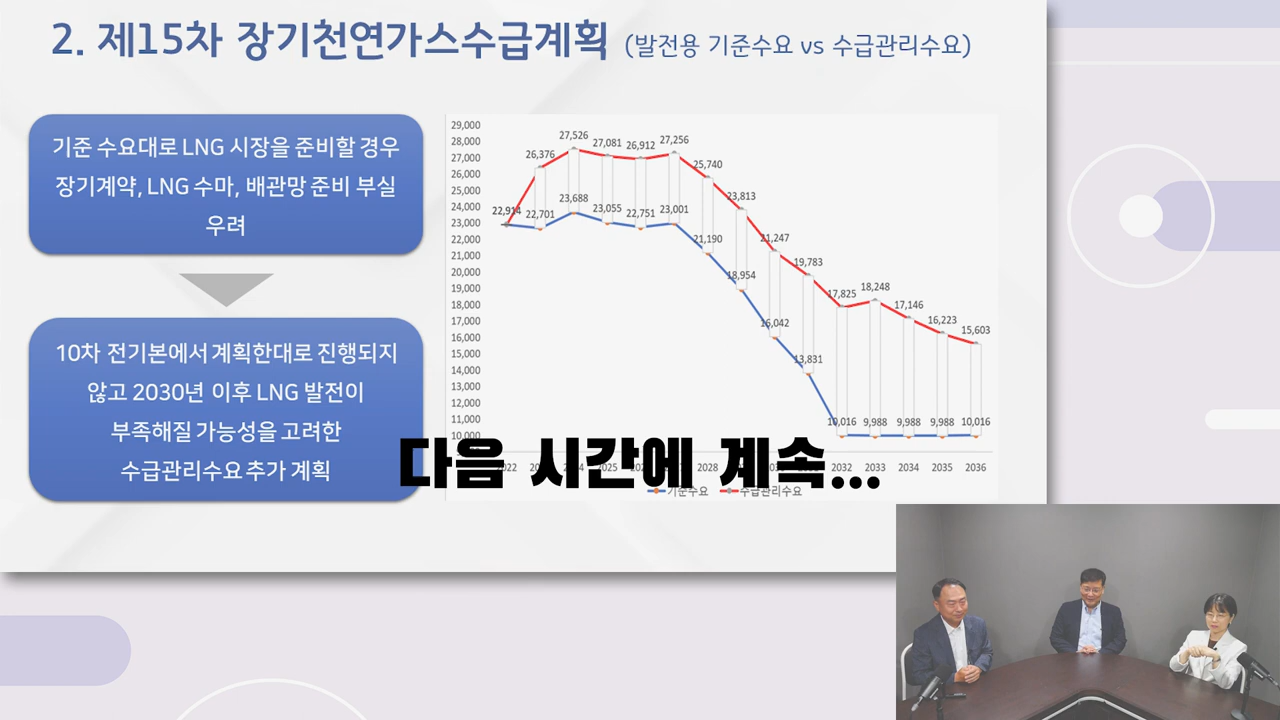 2. 제15차 장기천연가스수급계획 (발전용 기준수요 vs 수급관리수요)
기준 수요대로 LNG 시장을 준비할 경우
장기계약, LNG 수마, 배관망 준비 부실
우려
10차 전기본에서 계획한대로 진행되지
않고 2030년 이후 LNG 발전이
부족해질 가능성을 고려한
수급관리수요 추가 계획
29,000
28,000
27,000
26,000
25,000
24,000
23,000
22,000
21,000
20,000
19,000
18,000
17,000
16,000
15,000
14,000
13,000
12,000
11,000
10,000
22,914 26,376 27,526 27,081 26,912 27,256 25,740 23,813 21,247 19,783 17,825 18,248 17,146 16,223 15,603
22,701 23,688 23,055 22,751 23,001 21,190 18,954 16,042 13,831 10,016 9,988 9,988 9,988 10,016
2028 2032 2033 2034 2035 2036
기준수요 수급관리수요
다음 시간에 계속...